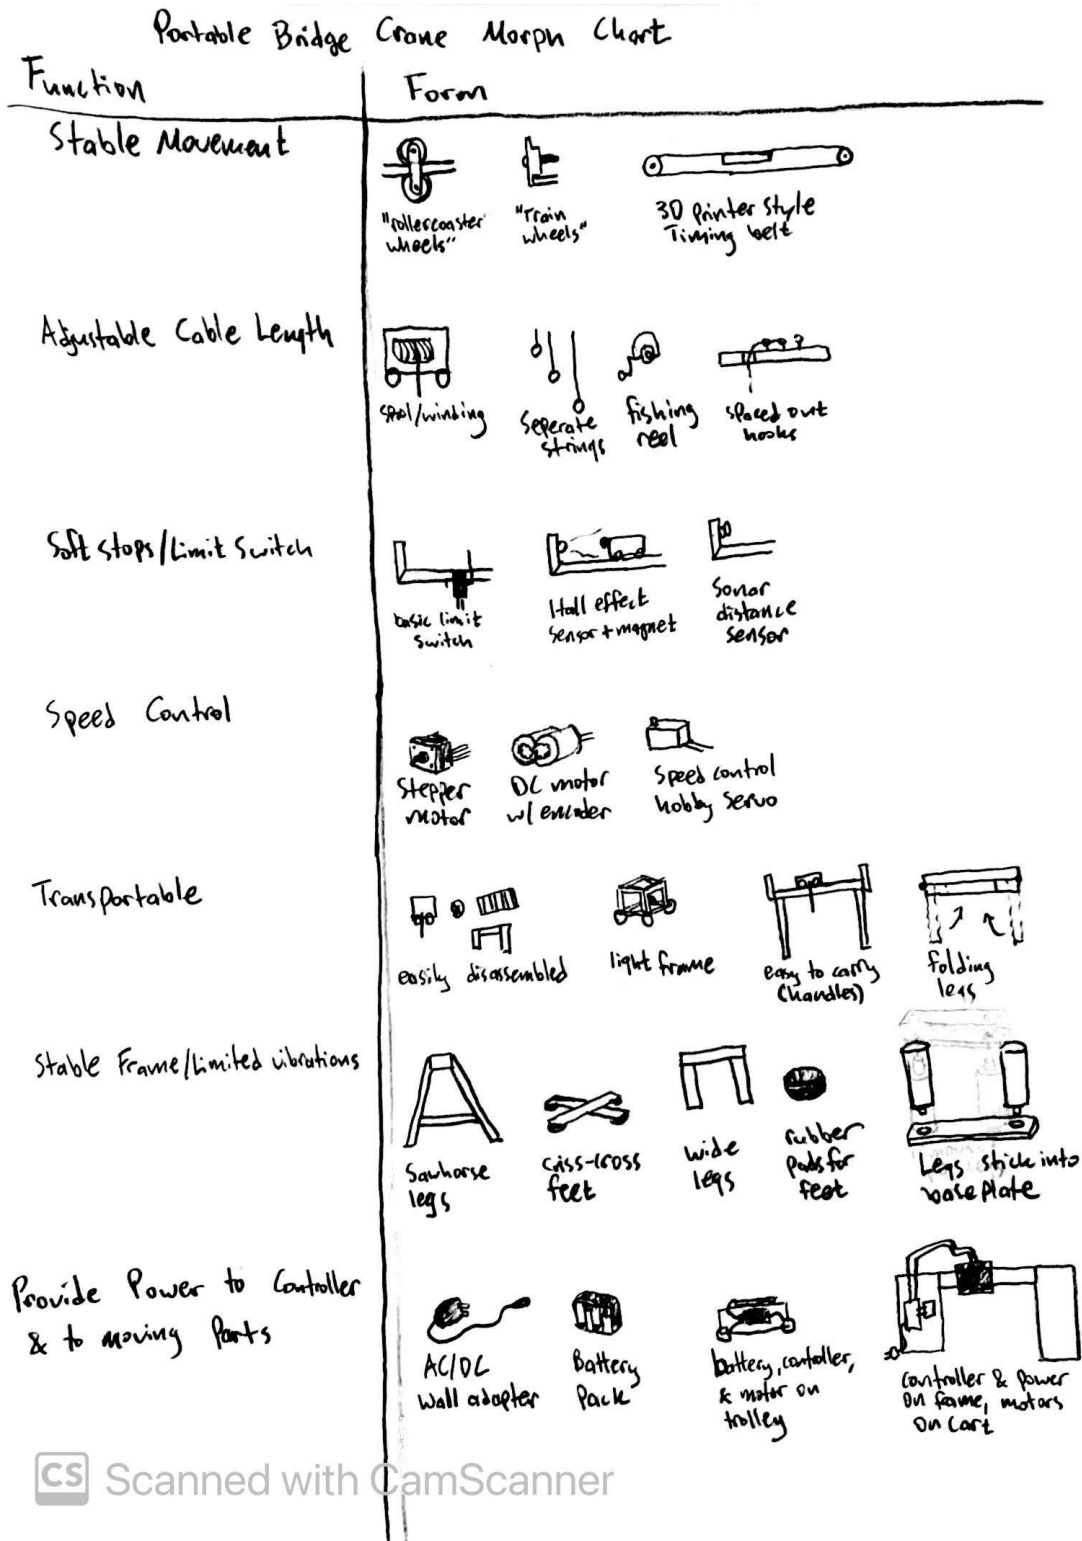 Portable Bridge Crane Morph Chart
Function
Form
Stable Movement
"rollercoaster
wheels"
"Train
wheels"
3D printer style
Timing belt
Adjustable Cable Length
spool/winding
Seperate
strings
fishing
reel
spaced out
hooks
Soft stops/Limit Switch
basic limit
switch
Hall effect
sensor + magnet
Sonar
distance
sensor
Speed Control
Stepper
motor
DC motor
w/ encoder
Speed control
hobby servo
Transportable
easily disassembled
light frame
easy to carry
(handles)
folding
legs
Stable Frame/Limited vibrations
Sawhorse
legs
criss-cross
feet
wide
legs
rubber
pads for
feet
Legs stick into
base plate
Provide Power to Controller
& to moving Parts
AC/DC
wall adapter
Battery
Pack
battery, controller,
& motor on
trolley
controller & power
on frame, motors
on cart
CS Scanned with CamScanner